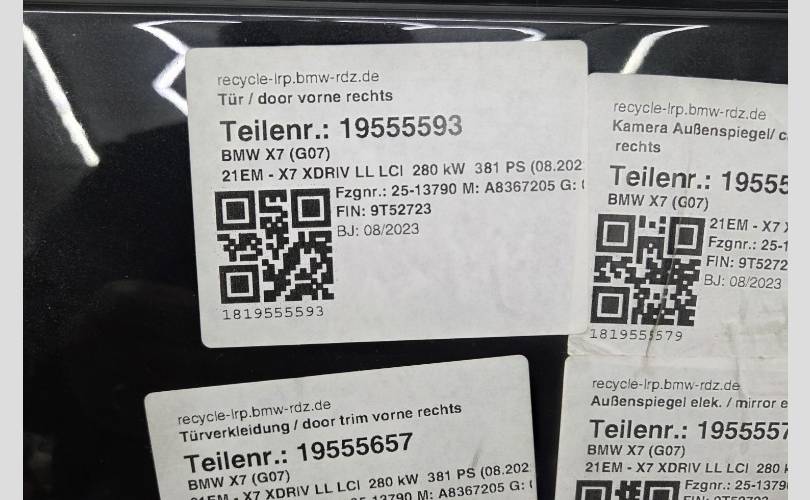 recycle-lrp.bmw-rdz.de
Tür / door vorne rechts
Teilenr.: 19555593
BMW X7 (G07)
21EM - X7 XDRIV LL LCI 280 kW 381 PS (08.202
Fzgnr.: 25-13790 M: A8367205 G:
FIN: 9T52723
BJ: 08/2023
1819555593
recycle-lrp.bmw-rdz.de
Kamera Außenspiegel/ c
rechts
Teilenr.: 19555
BMW X7 (G07)
21EM - X7
Fzgnr.: 25-1
FIN: 9T5272
BJ: 08/2023
1819555579
recycle-lrp.bmw-rdz.de
Türverkleidung / door trim vorne rechts
Teilenr.: 19555657
BMW X7 (G07)
21EM - X7 XDRIV LL LCI 280 kW 381 PS (08.202
25-13790 M: A8367205 G:
recycle-lrp.bmw-rdz.de
Außenspiegel elek. / mirror e
Teilenr.: 1955557
BMW X7 (G07)
21EM - X7 XDRIV LL LCI 280 k
Fzgnr.: 25-1379